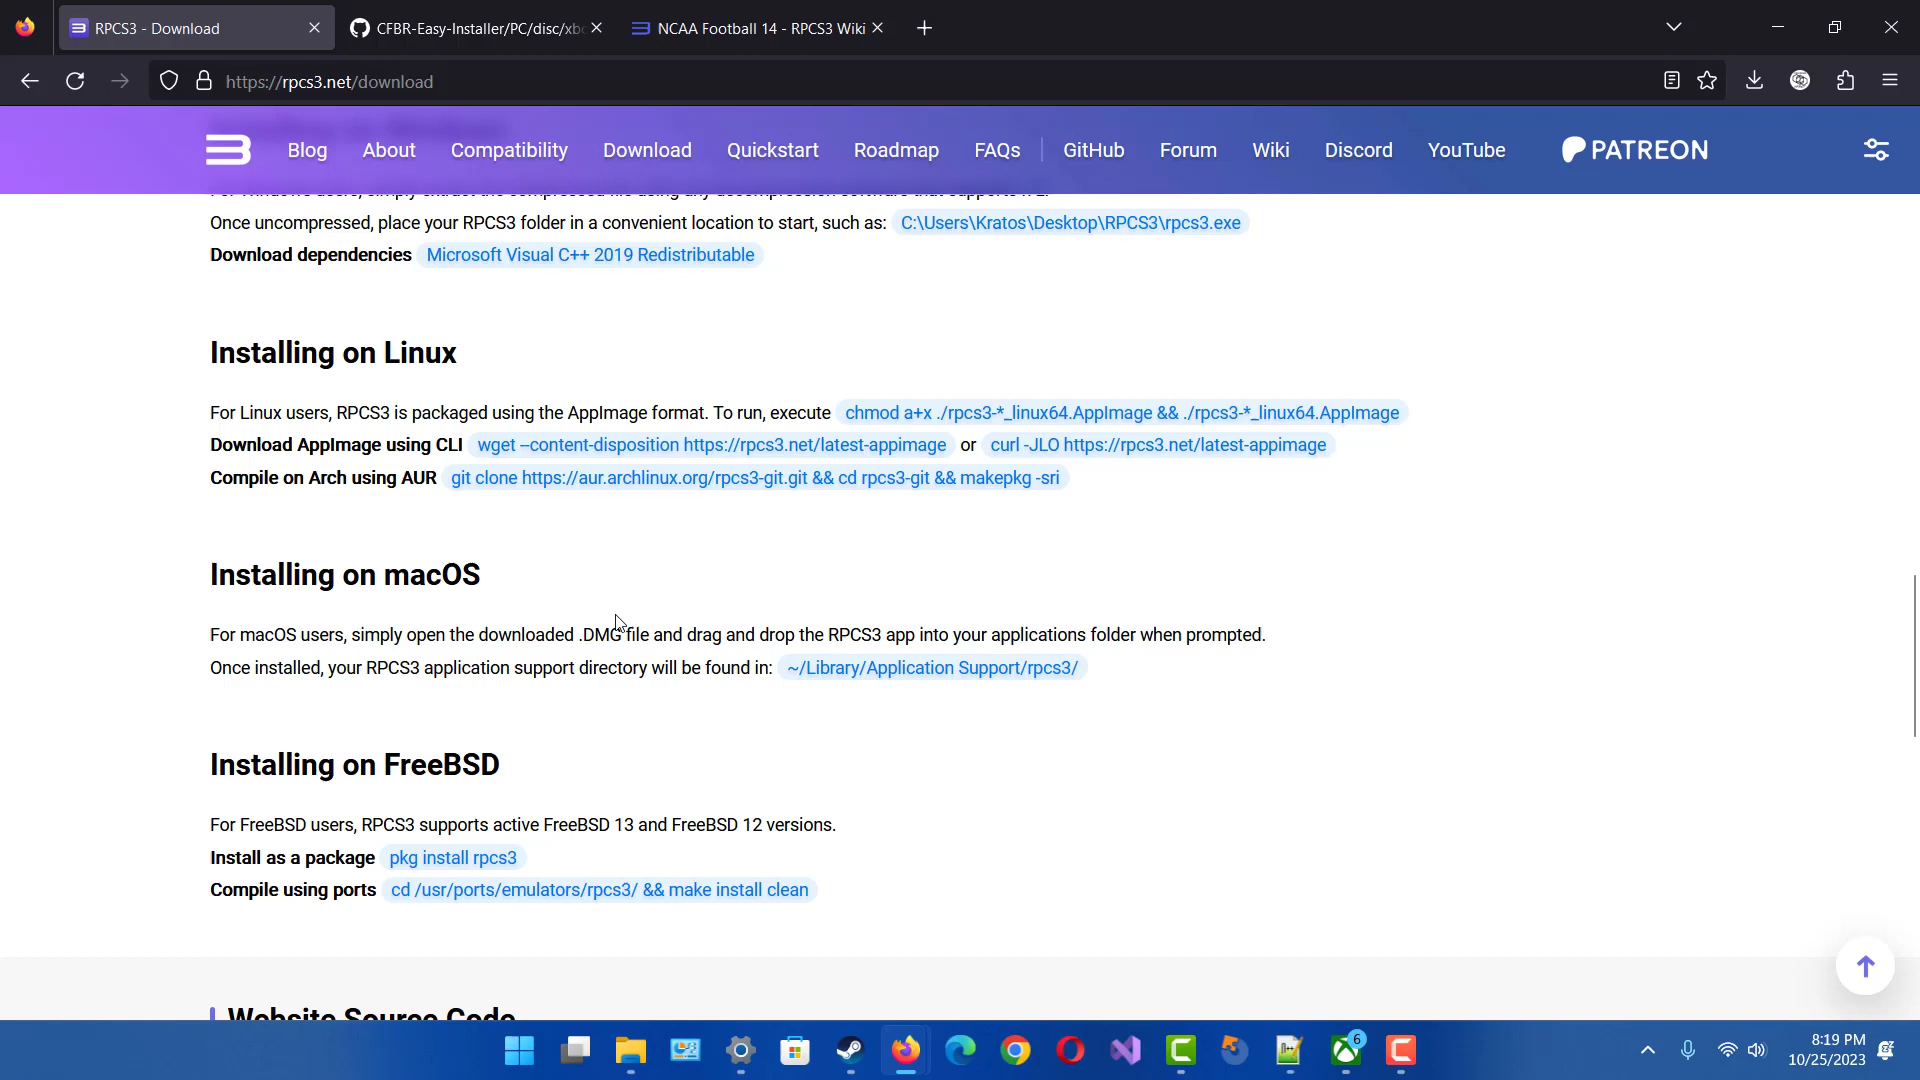 RPCS3 - Download
CFBR-Easy-Installer/PC/disc/xbo
NCAA Football 14 - RPCS3 Wiki
https://rpcs3.net/download
Blog
About
Compatibility
Download
Quickstart
Roadmap
FAQs
GitHub
Forum
Wiki
Discord
YouTube
PATREON
Once uncompressed, place your RPCS3 folder in a convenient location to start, such as: C:\Users\Kratos\Desktop\RPCS3\rpcs3.exe
Download dependencies Microsoft Visual C++ 2019 Redistributable
Installing on Linux
For Linux users, RPCS3 is packaged using the AppImage format. To run, execute chmod a+x ./rpcs3-*_linux64.AppImage && ./rpcs3-*_linux64.AppImage
Download AppImage using CLI wget –content-disposition https://rpcs3.net/latest-appimage or curl -JLO https://rpcs3.net/latest-appimage
Compile on Arch using AUR git clone https://aur.archlinux.org/rpcs3-git.git && cd rpcs3-git && makepkg -sri
Installing on macOS
For macOS users, simply open the downloaded .DMG file and drag and drop the RPCS3 app into your applications folder when prompted.
Once installed, your RPCS3 application support directory will be found in: ~/Library/Application Support/rpcs3/
Installing on FreeBSD
For FreeBSD users, RPCS3 supports active FreeBSD 13 and FreeBSD 12 versions.
Install as a package pkg install rpcs3
Compile using ports cd /usr/ports/emulators/rpcs3/ && make install clean
Website Source Code
6
8:19 PM
10/25/2023